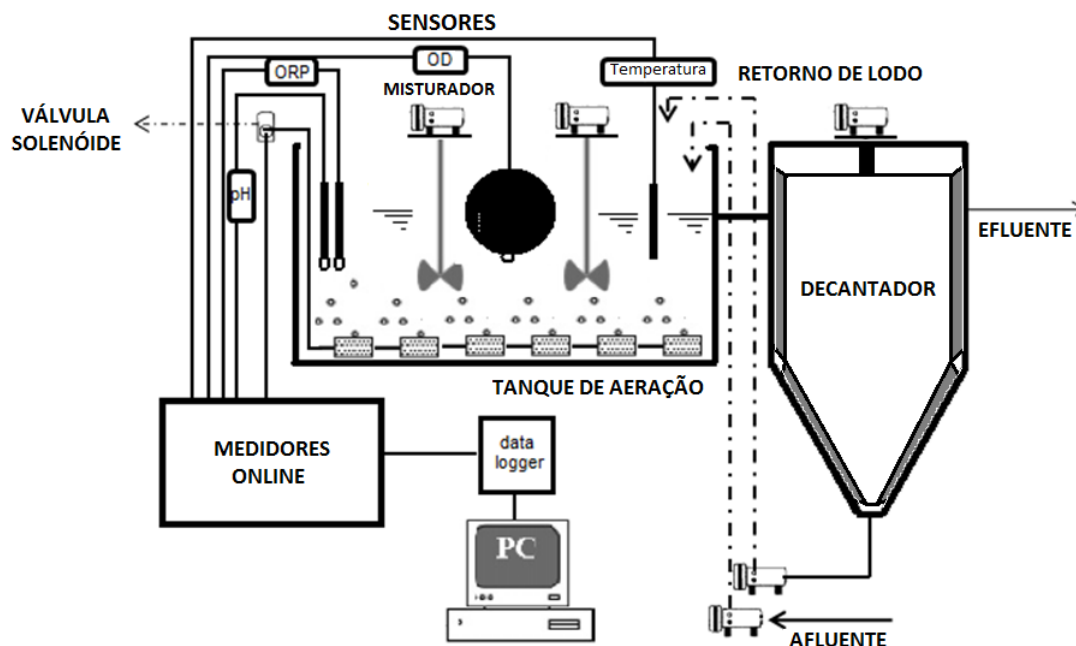 SENSORES
OD
ORP
Temperatura
RETORNO DE LODO
MISTURADOR
VÁLVULA
SOLENÓIDE
pH
EFLUENTE
DECANTADOR
TANQUE DE AERAÇÃO
MEDIDORES
ONLINE
data
logger
PC
AFLUENTE